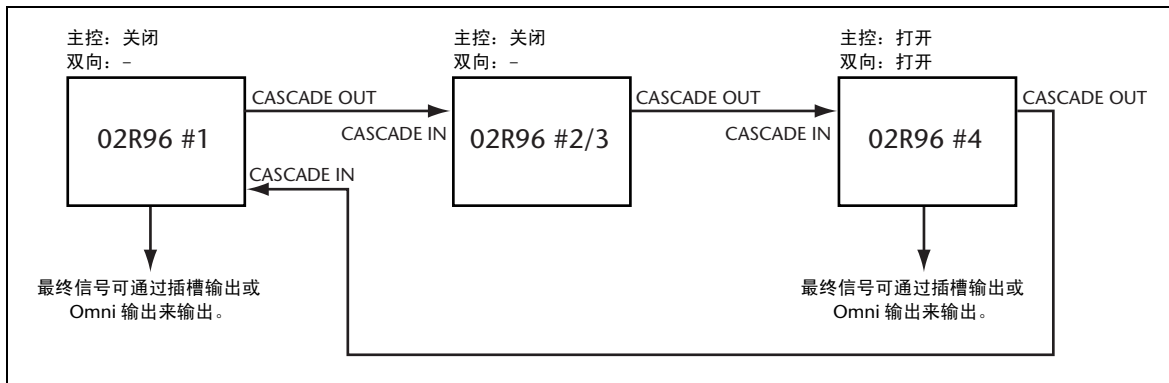 主控：关闭
双向：–
02R96 #1
CASCADE OUT
CASCADE IN
CASCADE IN
最终信号可通过插槽输出或
Omni 输出来输出。
主控：关闭
双向：–
02R96 #2/3
CASCADE OUT
CASCADE IN
主控：打开
双向：打开
02R96 #4
CASCADE OUT
最终信号可通过插槽输出或
Omni 输出来输出。